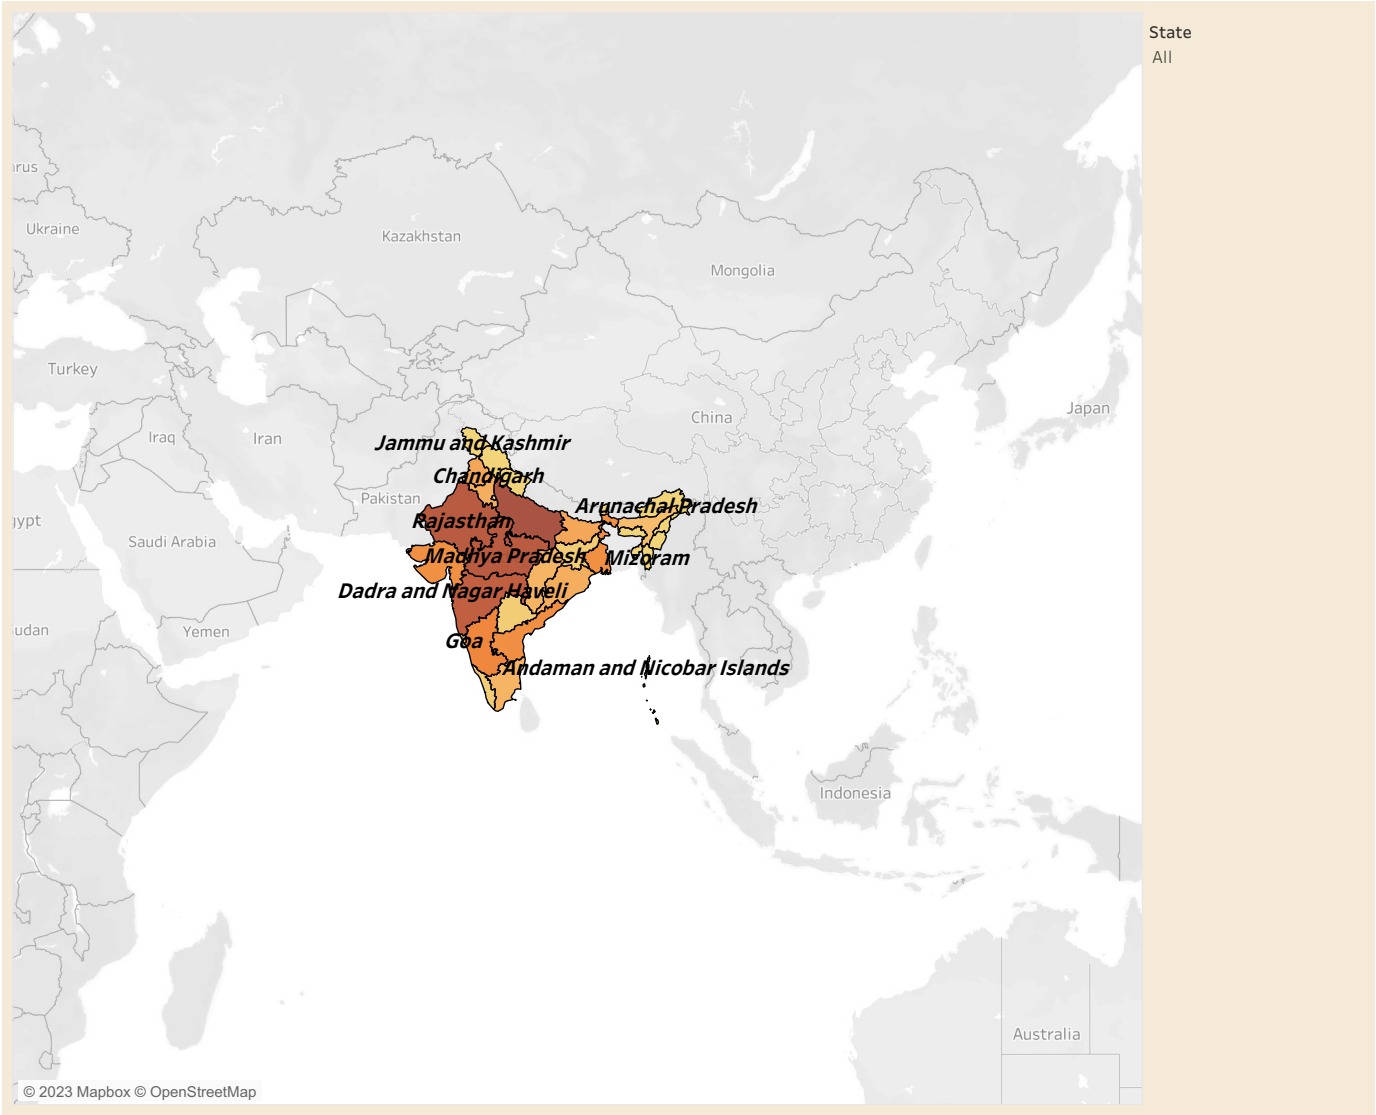 State
All
rus
Ukraine
Kazakhstan
Mongolia
Turkey
Japan
China
Iraq
Iran
Jammu and Kashmir
Chandigarh
Pakistan
Arunachal Pradesh
gypt
Rajasthan
Saudi Arabia
Madhya Pradesh
Mizoram
Dadra and Nagar Haveli
udan
Yemen
Goa
Andaman and Nicobar Islands
Indonesia
Australia
© 2023 Mapbox © OpenStreetMap